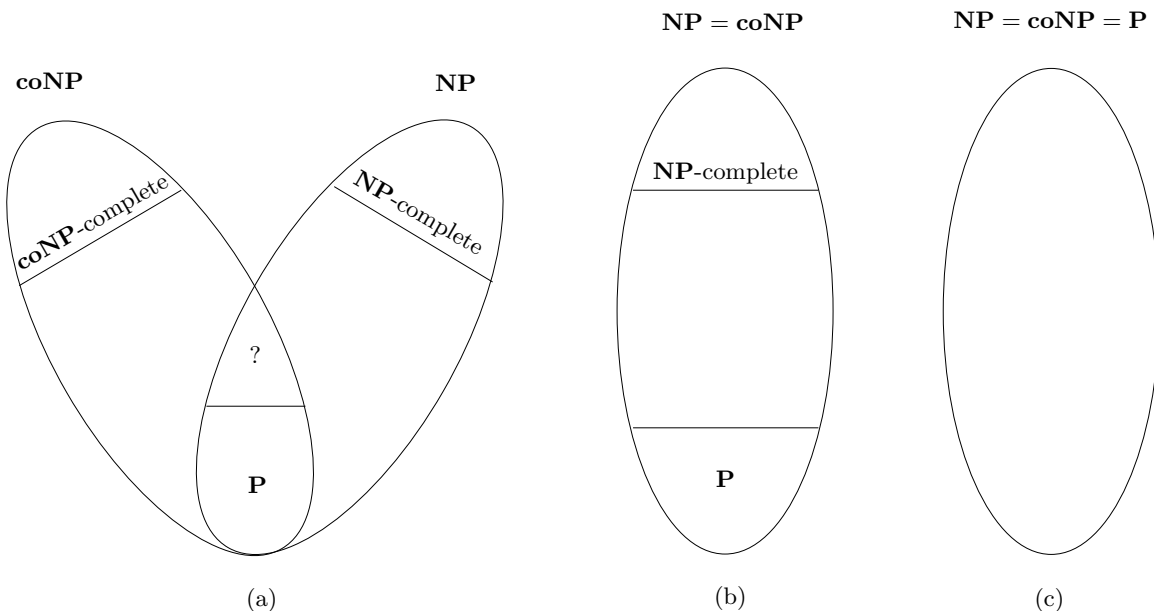 NP = coNP
NP = coNP = P
coNP
NP
coNP-complete
NP-complete
NP-complete
?
P
P
(a)
(b)
(c)